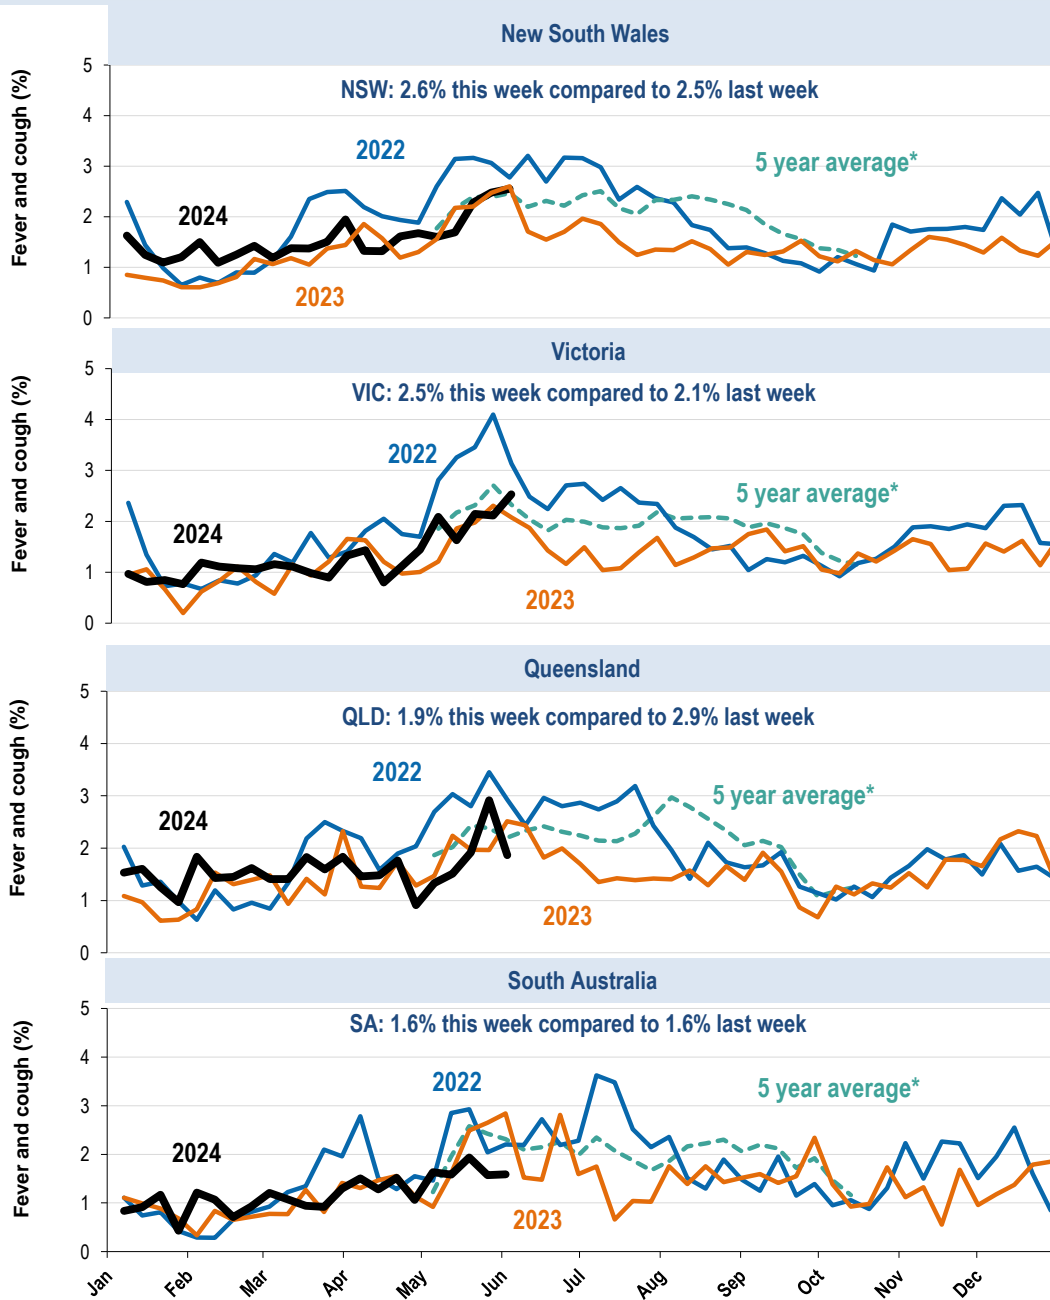 New South Wales
Fever and cough (%)
NSW: 2.6% this week compared to 2.5% last week
5
4
3
2
1
0
2022
5 year average*
2024
2023
Victoria
Fever and cough (%)
VIC: 2.5% this week compared to 2.1% last week
5
4
3
2
1
0
2022
5 year average*
2024
2023
Queensland
Fever and cough (%)
QLD: 1.9% this week compared to 2.9% last week
5
4
3
2
1
0
2022
5 year average*
2024
2023
South Australia
Fever and cough (%)
SA: 1.6% this week compared to 1.6% last week
5
4
3
2
1
0
2022
5 year average*
2024
2023
Jan Feb Mar Apr May Jun Jul Aug Sep Oct Nov Dec